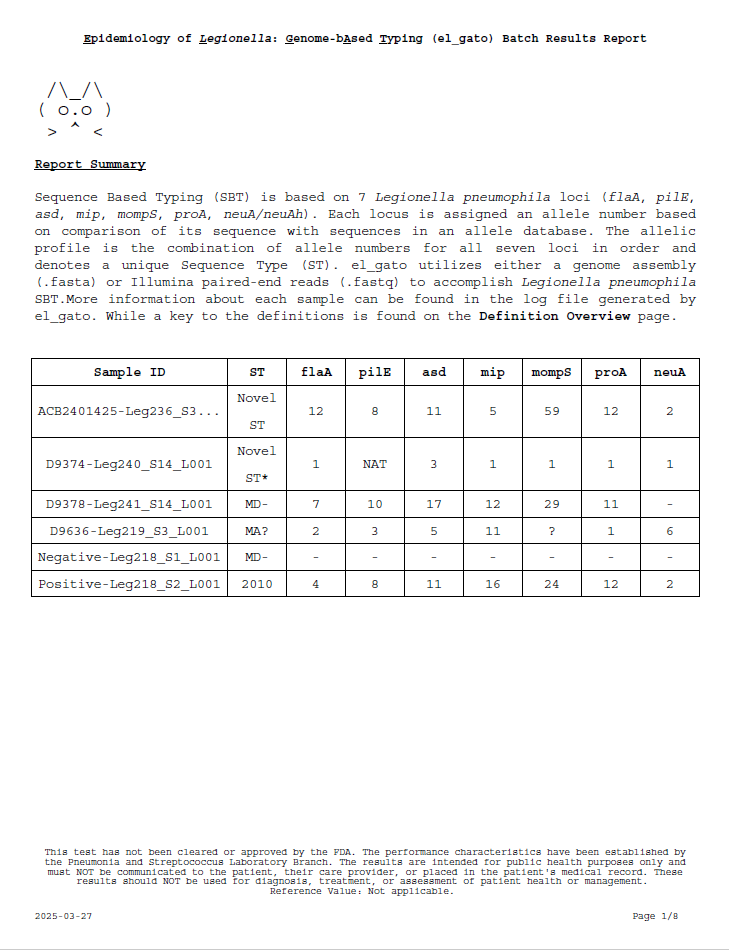 Epidemiology of Legionella: Genome-bAsed Typing (el_gato) Batch Results Report
/\_/\
( o.o )
> ^ <
Report Summary
Sequence Based Typing (SBT) is based on 7 Legionella pneumophila loci (flaA, pilE,
asd, mip, mompS, proA, neuA/neuAh). Each locus is assigned an allele number based
on comparison of its sequence with sequences in an allele database. The allelic
profile is the combination of allele numbers for all seven loci in order and
denotes a unique Sequence Type (ST). el_gato utilizes either a genome assembly
(.fasta) or Illumina paired-end reads (.fastq) to accomplish Legionella pneumophila
SBT.More information about each sample can be found in the log file generated by
el_gato. While a key to the definitions is found on the Definition Overview page.
Sample ID ST flaA pilE asd mip mompS proA neuA
ACB2401425-Leg236_S3... Novel ST 12 8 11 5 59 12 2
D9374-Leg240_S14_L001 Novel ST* 1 NAT 3 1 1 1 1
D9378-Leg241_S14_L001 MD- 7 10 17 12 29 11 -
D9636-Leg219_S3_L001 MA? 2 3 5 11 ? 1 6
Negative-Leg218_S1_L001 MD- - - - - - - -
Positive-Leg218_S2_L001 2010 4 8 11 16 24 12 2
This test has not been cleared or approved by the FDA. The performance characteristics have been established by
the Pneumonia and Streptococcus Laboratory Branch. The results are intended for public health purposes only and
must NOT be communicated to the patient, their care provider, or placed in the patient's medical record. These
results should NOT be used for diagnosis, treatment, or assessment of patient health or management.
Reference Value: Not applicable.
2025-03-27 Page 1/8